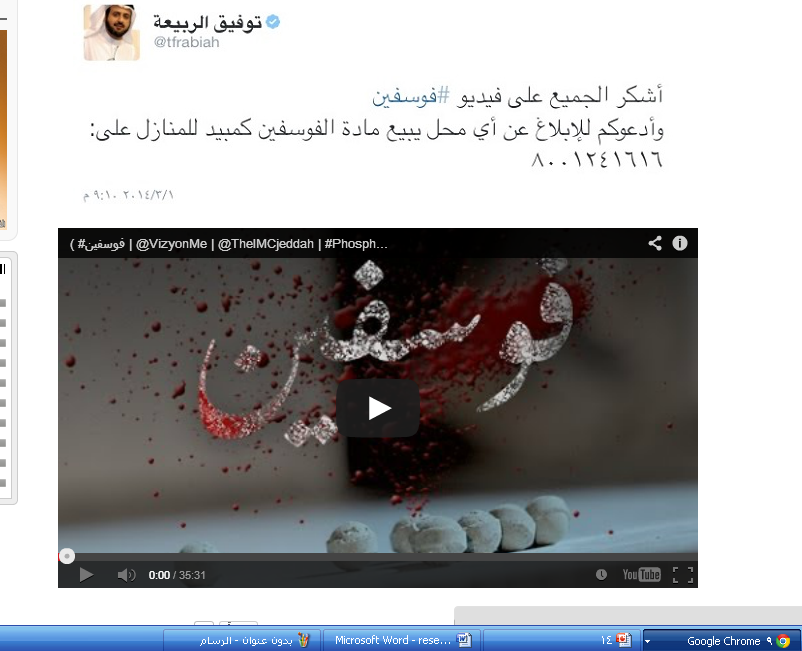 توفيق الربيعة
@tfrabiah
أشكر الجميع على فيديو #فوسفين
وأدعوكم للإبلاغ عن أي محل يبيع مادة الفوسفين كمبيد للمنازل على:
٨٠٠١٢٤١٦١٦
٢٠١٤/٣/١ ٩:١٠ م
( #فوسفين | @VizyonMe | @TheIMCjeddah | #Phosph...
فوسفين
0:00 / 35:31
YouTube
بدون عنوان - الرسام
Microsoft Word - rese...
١٤
٩ Google Chrome